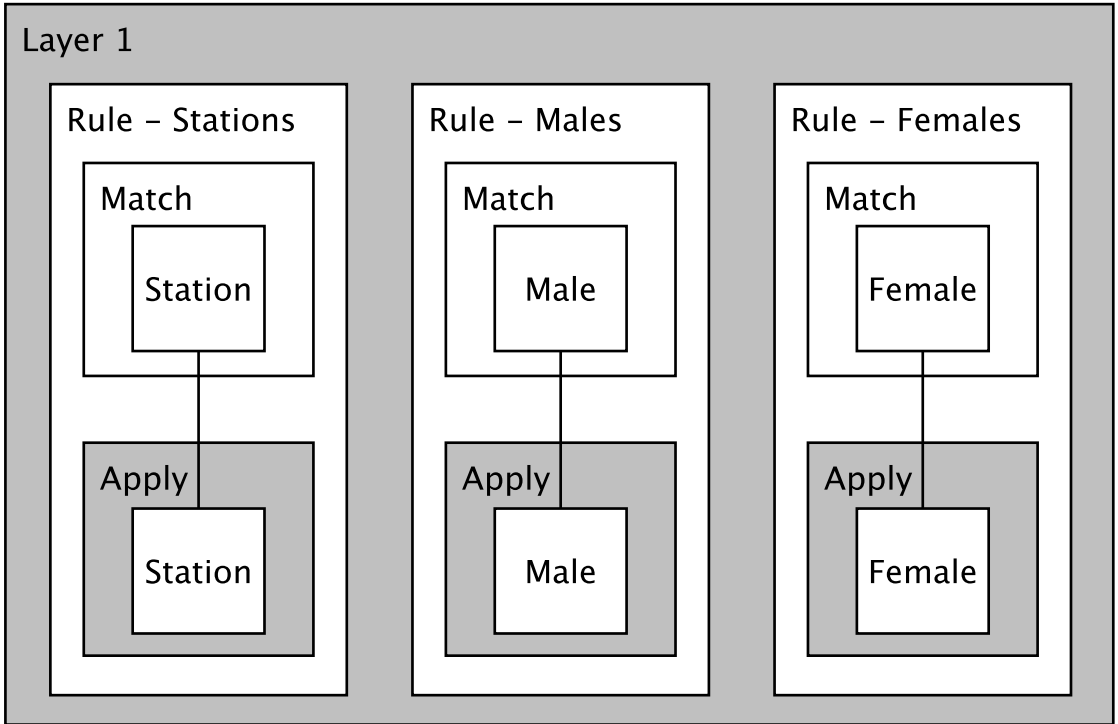 Layer 1
Rule – Stations
Match
Station
Apply
Station
Rule – Males
Match
Male
Apply
Male
Rule – Females
Match
Female
Apply
Female